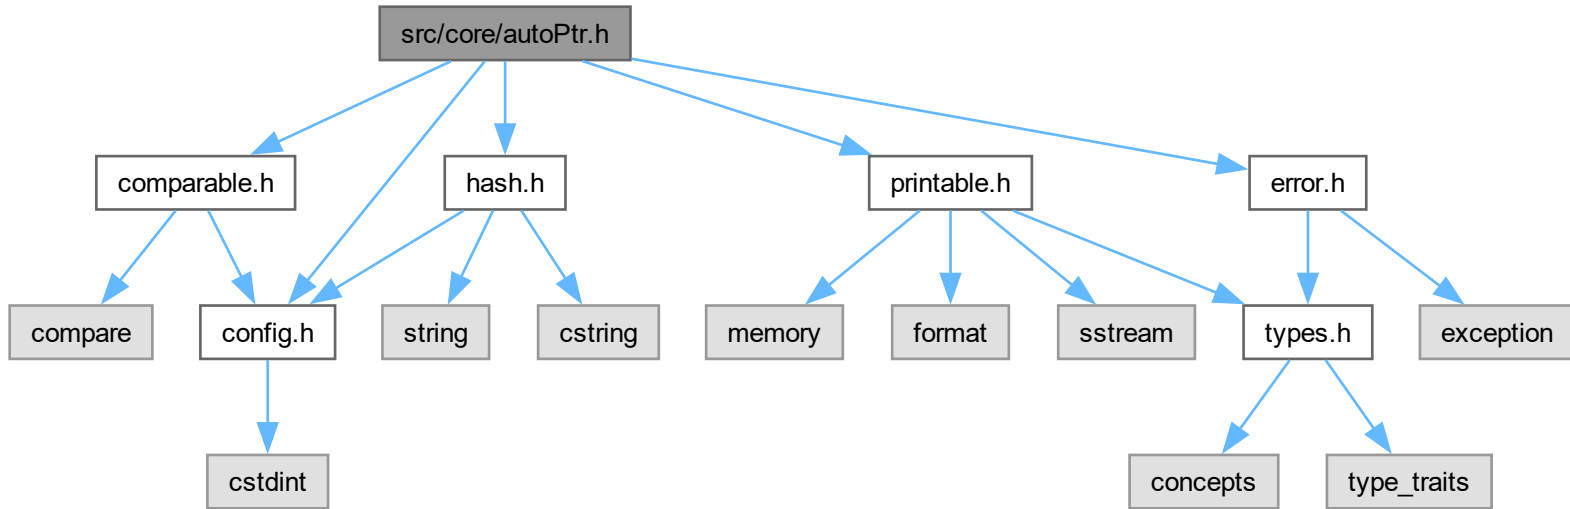 src/core/autoPtr.h
comparable.h
hash.h
printable.h
error.h
compare
config.h
string
cstring
memory
format
sstream
types.h
exception
cstdint
concepts
type_traits